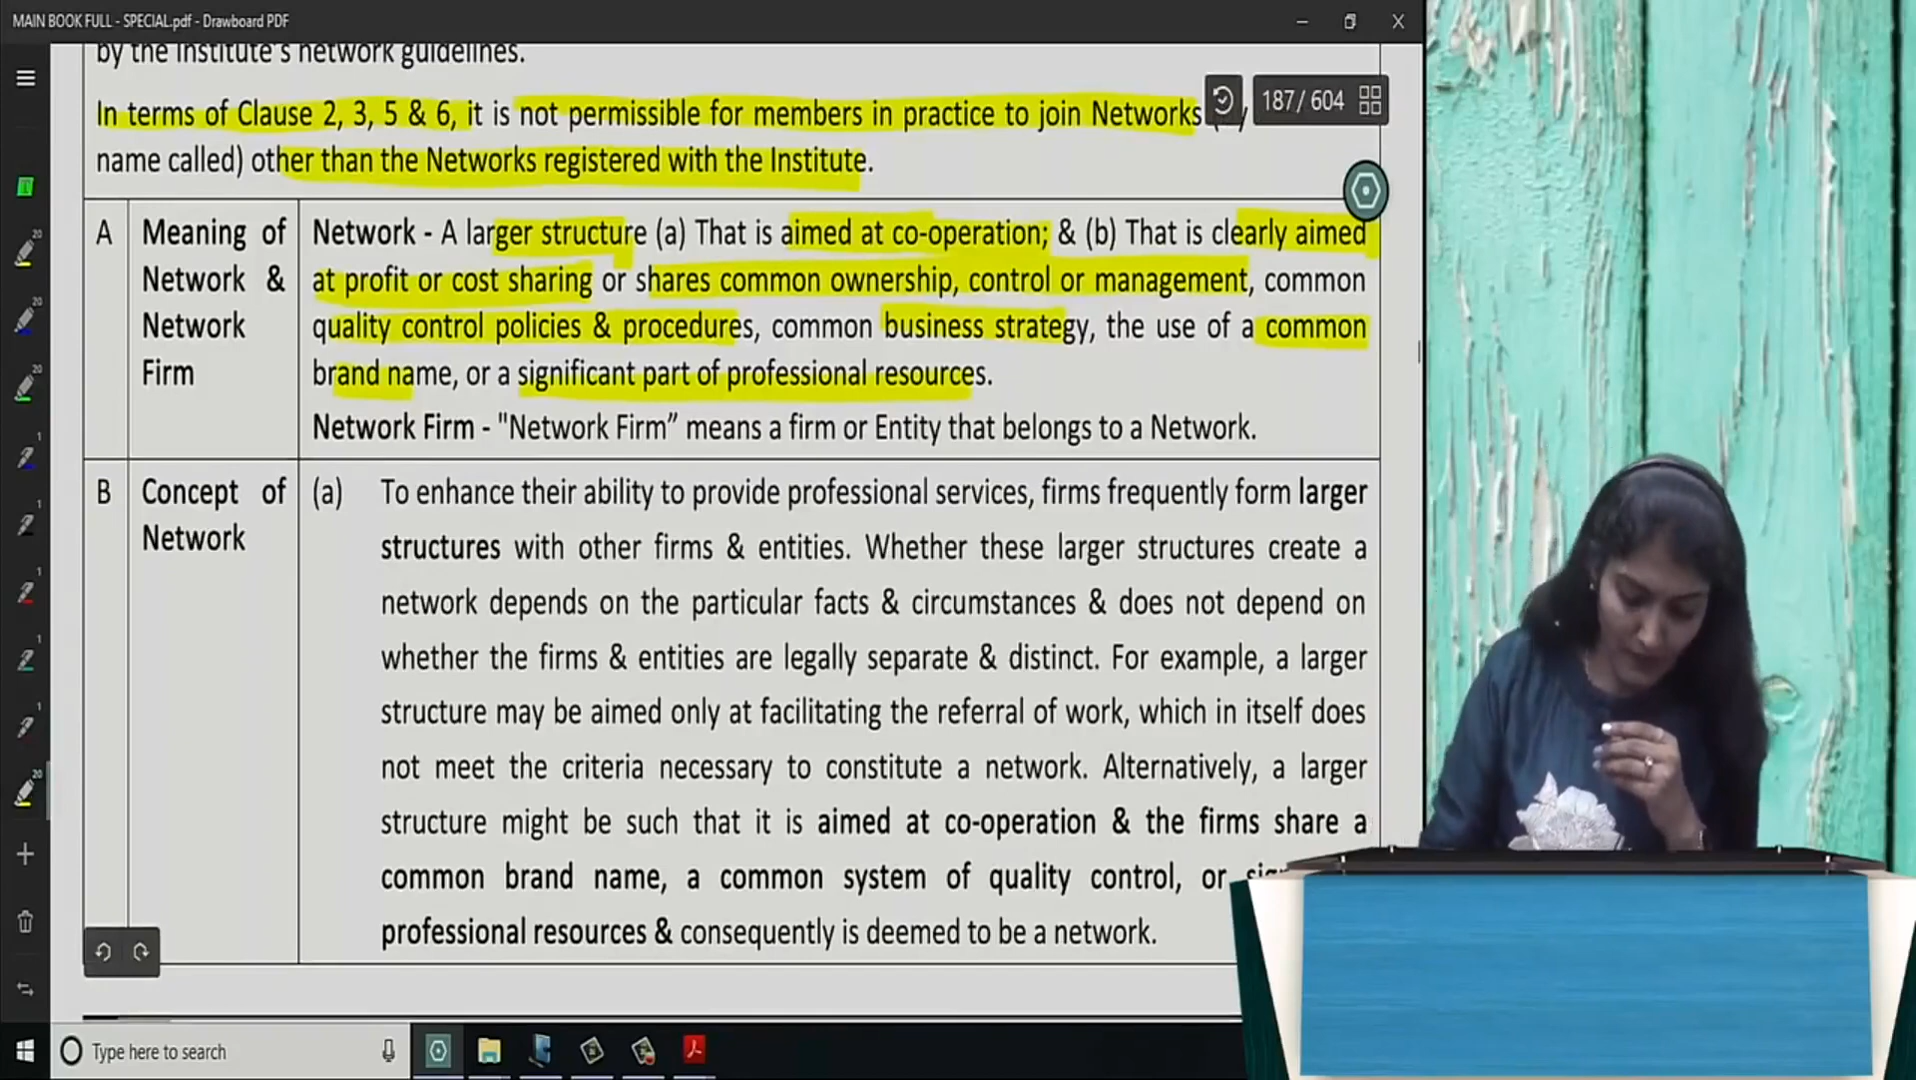 MAIN BOOK FULL - SPECIAL.pdf - Drawboard PDF
by the Institute's network guidelines.
In terms of Clause 2, 3, 5 & 6, it is not permissible for members in practice to join Networks
187 / 604
name called) other than the Networks registered with the Institute.
A
Meaning of
Network &
Network
Firm
Network - A larger structure (a) That is aimed at co-operation; & (b) That is clearly aimed
at profit or cost sharing or shares common ownership, control or management, common
quality control policies & procedures, common business strategy, the use of a common
brand name, or a significant part of professional resources.
Network Firm - "Network Firm” means a firm or Entity that belongs to a Network.
B
Concept of
Network
(a) To enhance their ability to provide professional services, firms frequently form larger
structures with other firms & entities. Whether these larger structures create a
network depends on the particular facts & circumstances & does not depend on
whether the firms & entities are legally separate & distinct. For example, a larger
structure may be aimed only at facilitating the referral of work, which in itself does
not meet the criteria necessary to constitute a network. Alternatively, a larger
structure might be such that it is aimed at co-operation & the firms share a
common brand name, a common system of quality control, or
professional resources & consequently is deemed to be a network.
20
20
20
1
1
1
1
1
20
Type here to search